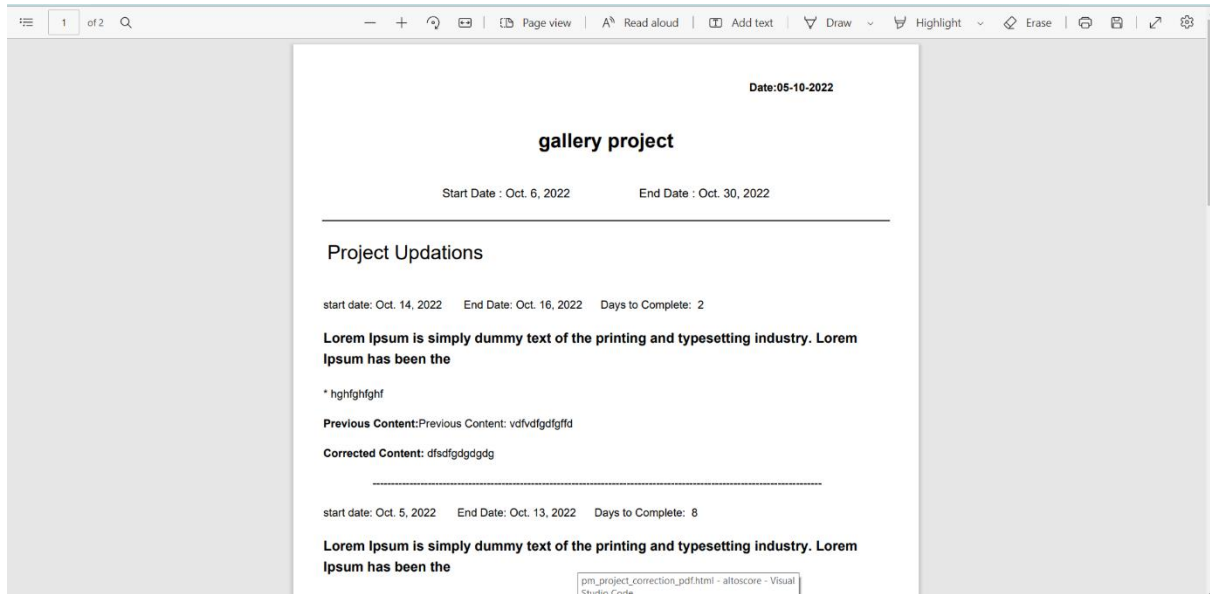 1 of 2 Page view Read aloud Add text Draw Highlight Erase
Date:05-10-2022
gallery project
Start Date : Oct. 6, 2022 End Date : Oct. 30, 2022
Project Updations
start date: Oct. 14, 2022 End Date: Oct. 16, 2022 Days to Complete: 2
Lorem Ipsum is simply dummy text of the printing and typesetting industry. Lorem
Ipsum has been the
* hghfghfghf
Previous Content:Previous Content: vdfvdfgdfgffd
Corrected Content: dfsdfgdgdgdg
start date: Oct. 5, 2022 End Date: Oct. 13, 2022 Days to Complete: 8
Lorem Ipsum is simply dummy text of the printing and typesetting industry. Lorem
Ipsum has been the
pm_project_correction_pdf.html - altoscore - Visual
Studio Code